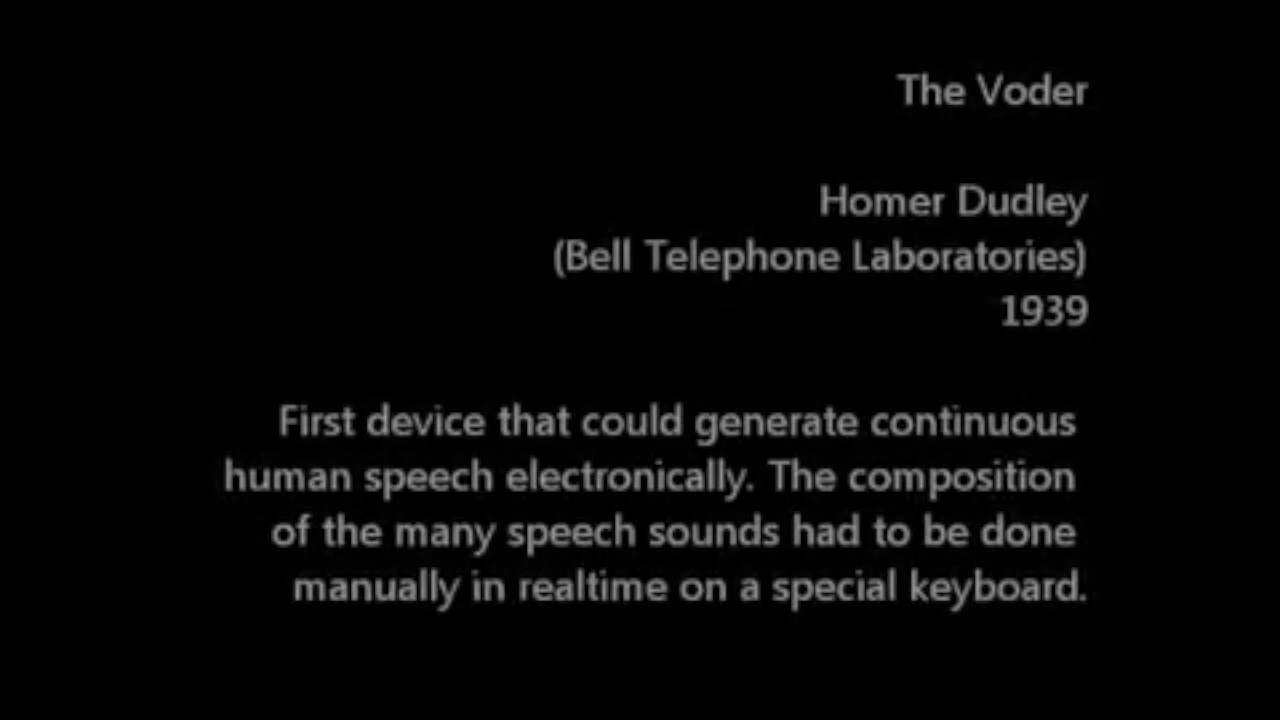 The Voder
Homer Dudley
(Bell Telephone Laboratories)
1939
First device that could generate continuous
human speech electronically. The composition
of the many speech sounds had to be done
manually in realtime on a special keyboard.